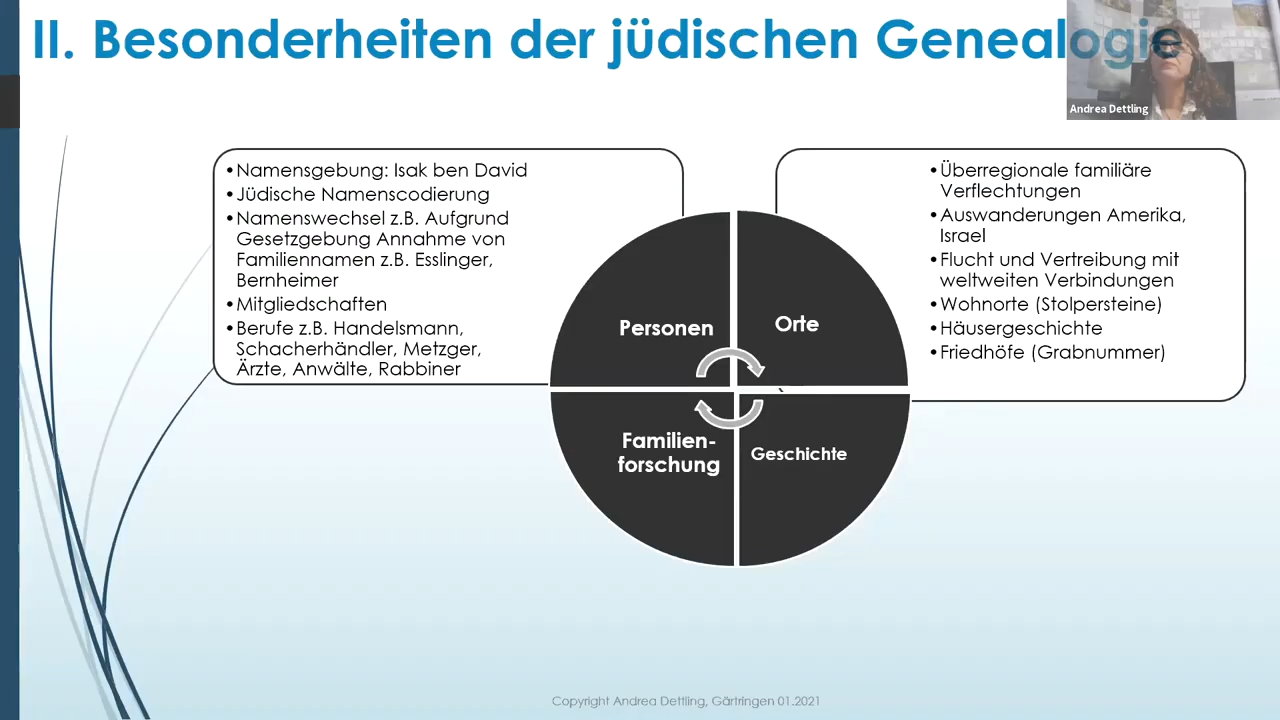 II. Besonderheiten der jüdischen Genealogie
Andrea Dettling
•Namensgebung: Isak ben David
•Jüdische Namenscodierung
•Namenswechsel z.B. Aufgrund
Gesetzgebung Annahme von
Familiennamen z.B. Esslinger,
Bernheimer
•Mitgliedschaften
•Berufe z.B. Handelsmann,
Schacherhändler, Metzger,
Ärzte, Anwälte, Rabbiner
•Überregionale familiäre
Verflechtungen
•Auswanderungen Amerika,
Israel
•Flucht und Vertreibung mit
weltweiten Verbindungen
•Wohnorte (Stolpersteine)
•Häusergeschichte
•Friedhöfe (Grabnummer)
Personen
Orte
Familien-
forschung
Geschichte
Copyright Andrea Dettling, Gärtringen 01.2021